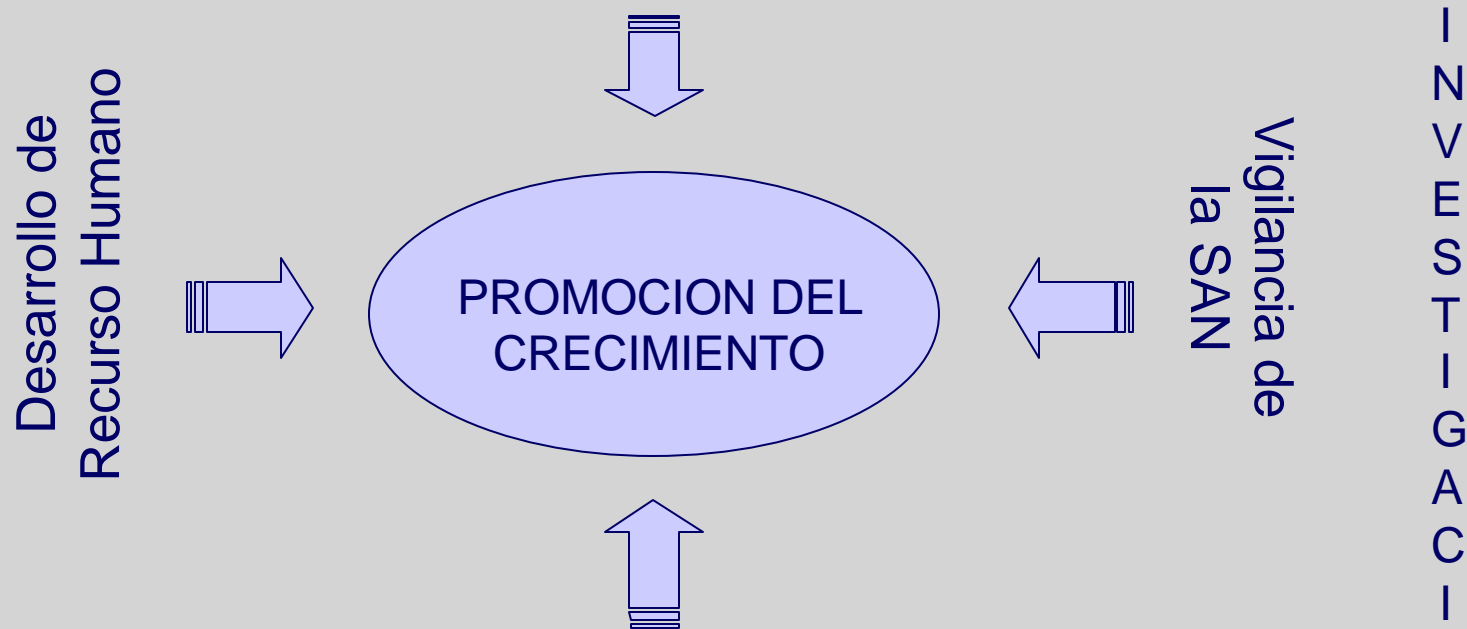 Desarrollo de
Recurso Humano
PROMOCION DEL
CRECIMIENTO
Vigilancia de
la SAN
I
N
V
E
S
T
I
G
A
C
I